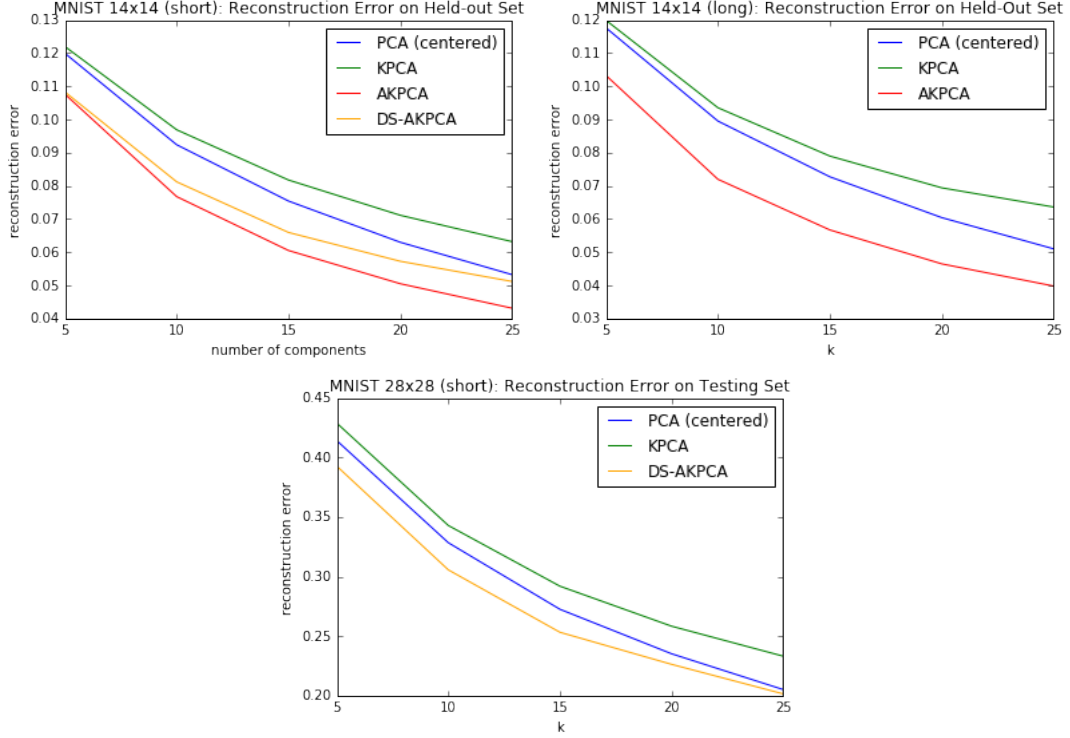 MNIST 14x14 (short): Reconstruction Error on Held-out Set
0.13
0.12
0.11
0.10
0.09
0.08
0.07
0.06
0.05
0.04
reconstruction error
PCA (centered)
KPCA
AKPCA
DS-AKPCA
5
10
15
20
25
number of components
MNIST 14x14 (long): Reconstruction Error on Held-Out Set
0.12
0.11
0.10
0.09
0.08
0.07
0.06
0.05
0.04
0.03
reconstruction error
PCA (centered)
KPCA
AKPCA
5
10
15
20
25
k
MNIST 28x28 (short): Reconstruction Error on Testing Set
0.45
0.40
0.35
0.30
0.25
0.20
reconstruction error
PCA (centered)
KPCA
DS-AKPCA
5
10
15
20
25
k